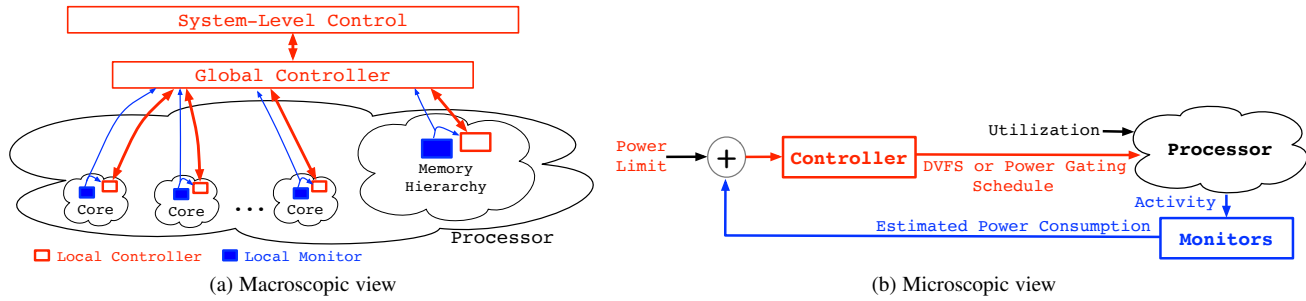 System-Level Control
Global Controller
Memory
Hierarchy
Core
Core
...
Core
Processor
Local Controller
Local Monitor
(a) Macroscopic view
Power
Limit
+
Controller
Utilization
Processor
DVFS or Power Gating
Schedule
Activity
Estimated Power Consumption
Monitors
(b) Microscopic view